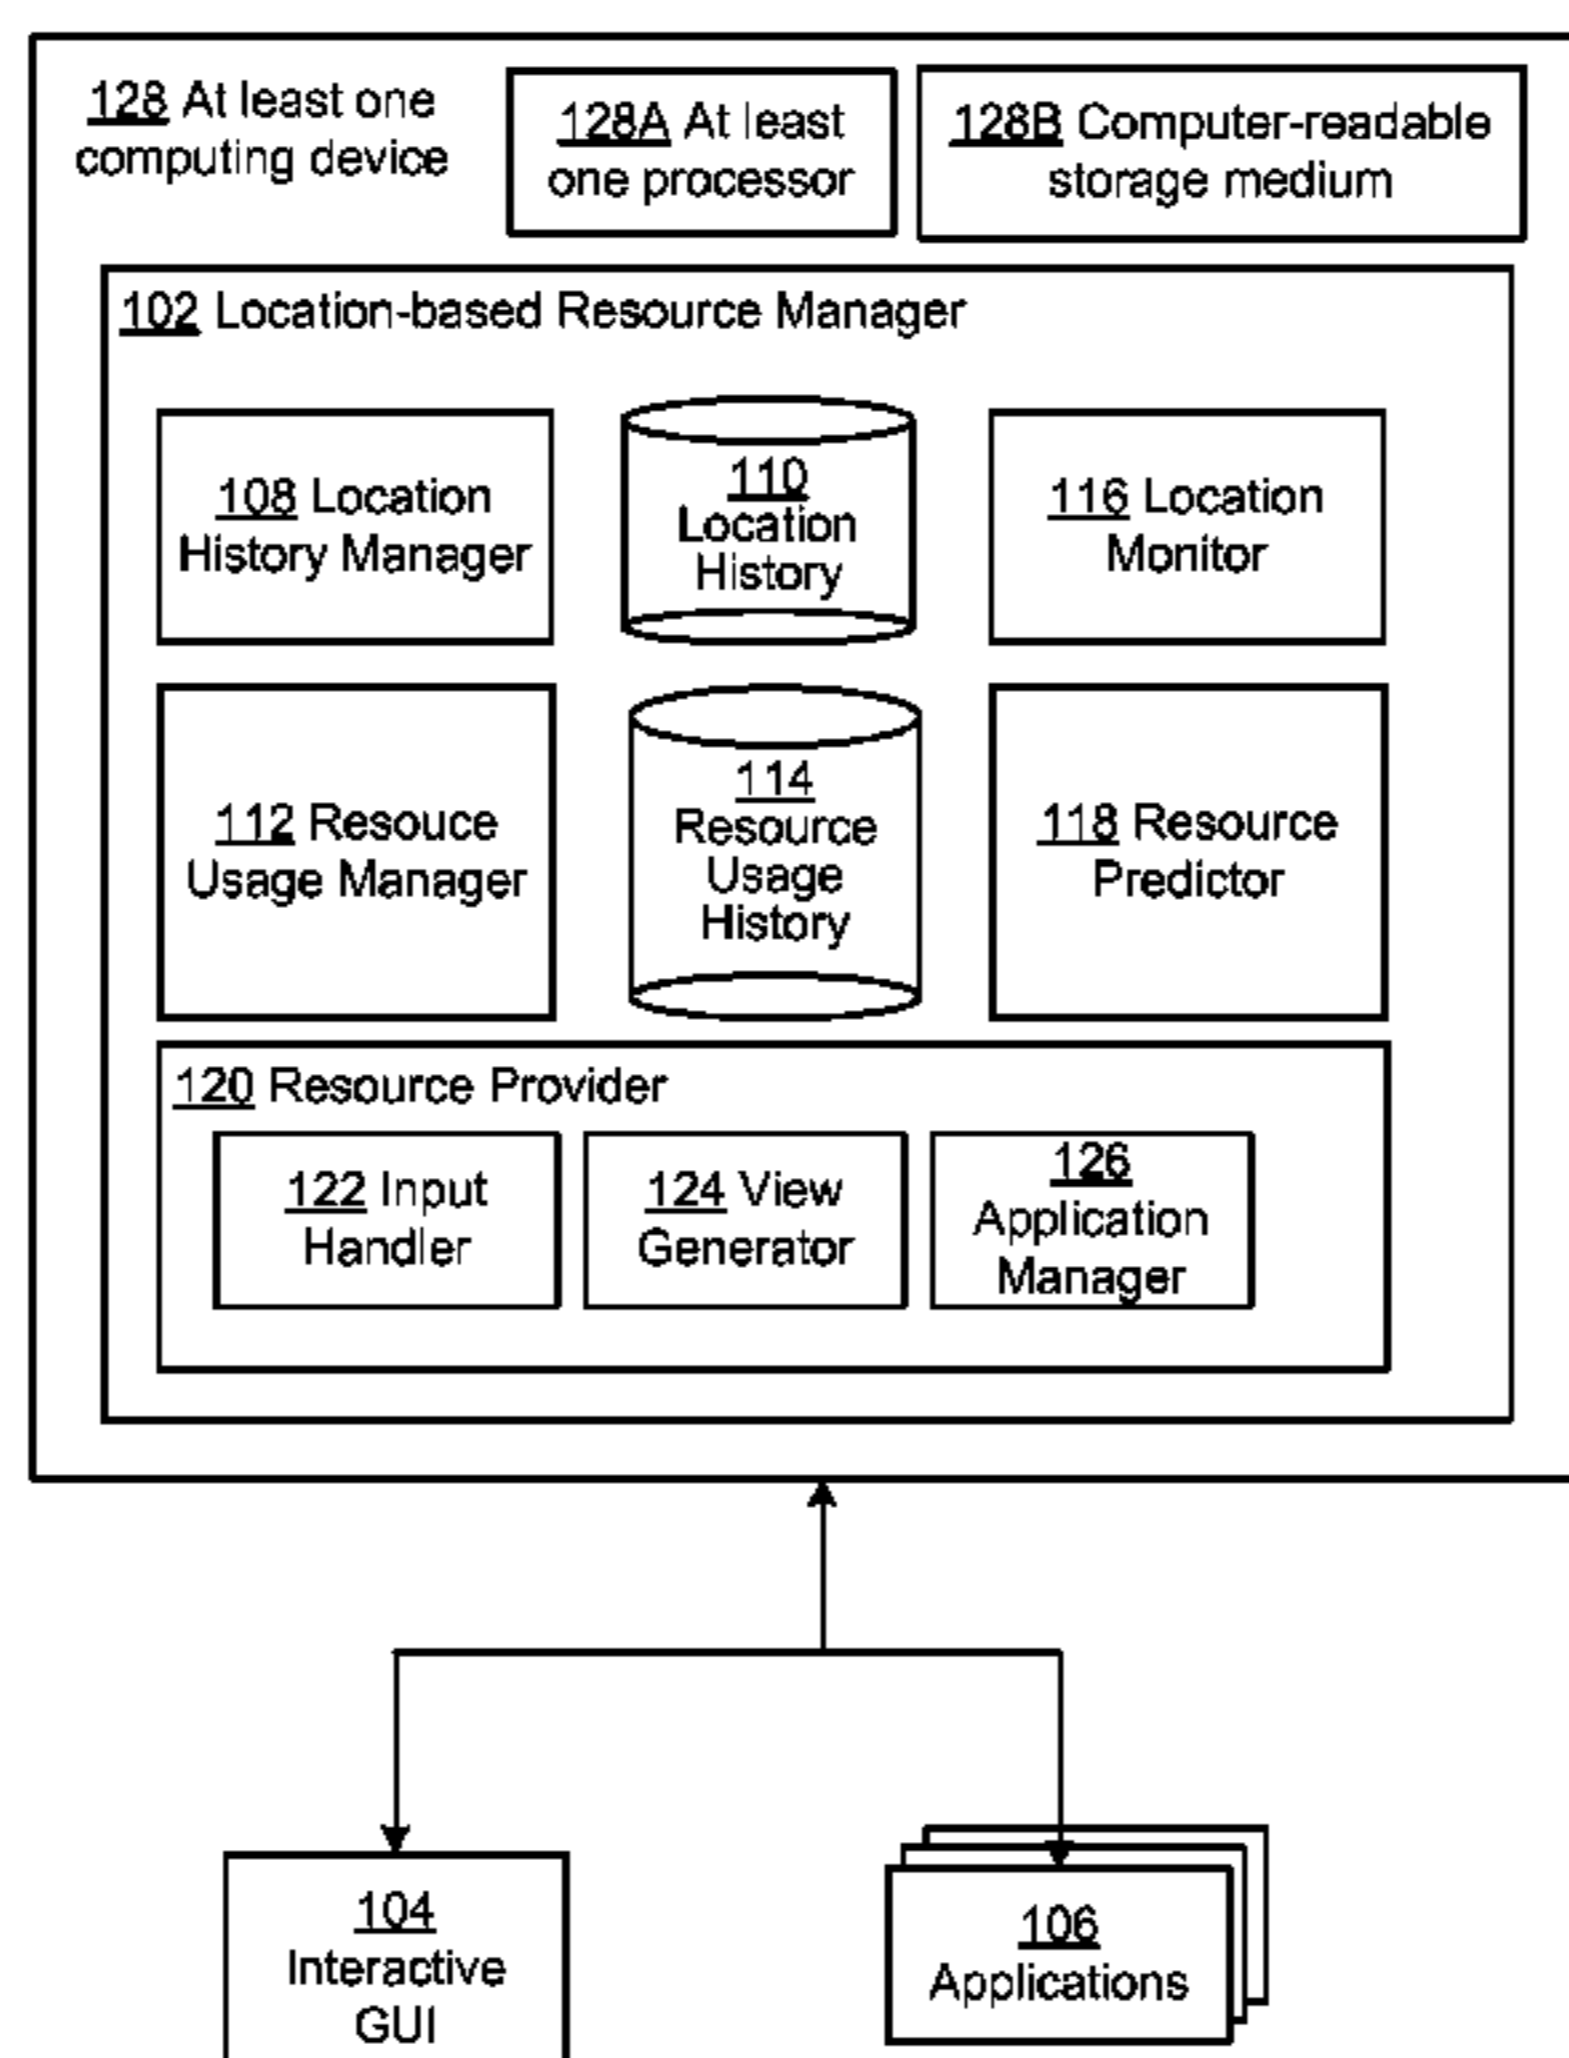 128 At least one
computing device
128A At least
one processor
128B Computer-readable
storage medium
102 Location-based Resource Manager
108 Location
History Manager
110
Location
History
116 Location
Monitor
112 Resouce
Usage Manager
114
Resource
Usage
History
118 Resource
Predictor
120 Resource Provider
122 Input
Handler
124 View
Generator
126
Application
Manager
104
Interactive
GUI
106
Applications